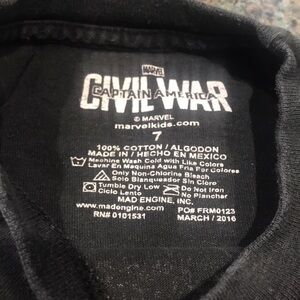 MARVEL
CIVIL WAR
CAPTAIN AMERICA
© MARVEL
marvelkids.com
7
100% COTTON / ALGODON
MADE IN / HECHO EN MEXICO
Machine Wash Cold with Like Colors
Lavar En Maquina Agua Fria For Colores
Only Non-Chlorine Bleach
Solo Blanqueador Sin Cloro
Tumble Dry Low Do Not Iron
Ciclo Lento No Planchar
MAD ENGINE, INC.
www.madengine.com PO# FRM0123
RN# 0101531 MARCH / 2016